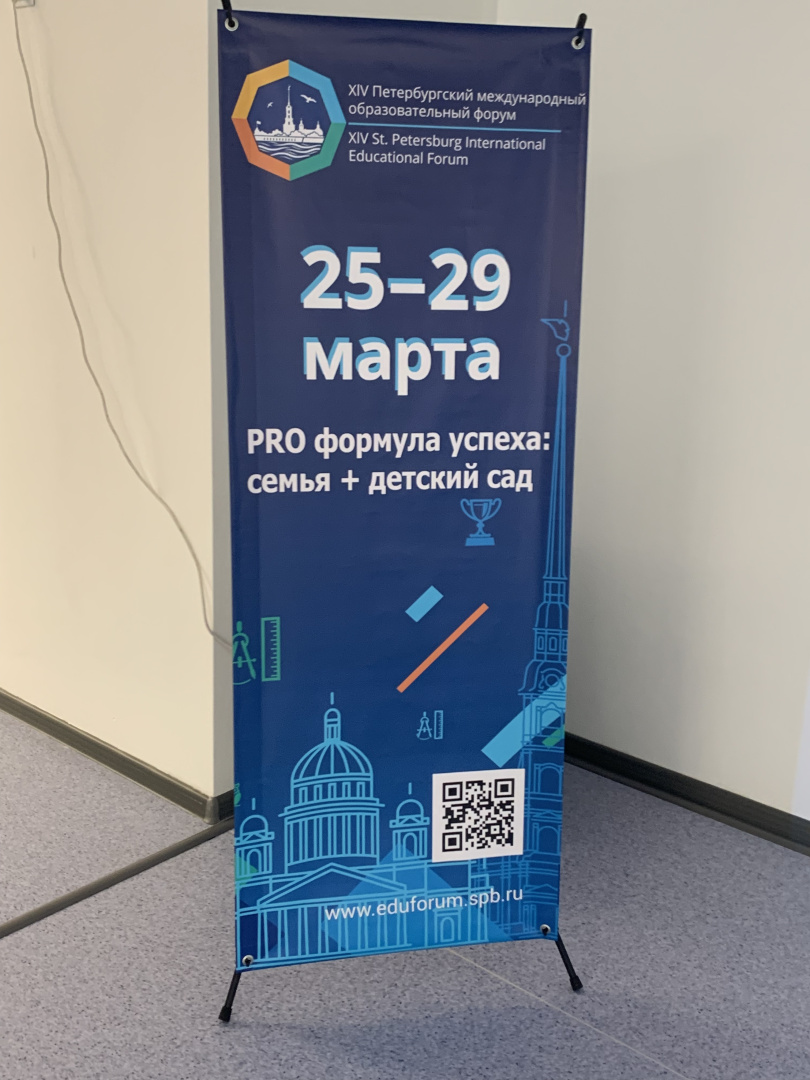 XIV Петербургский международный
образовательный форум
XIV St. Petersburg International
Educational Forum
25–29
марта
PRO формула успеха:
семья + детский сад
www.eduforum.spb.ru